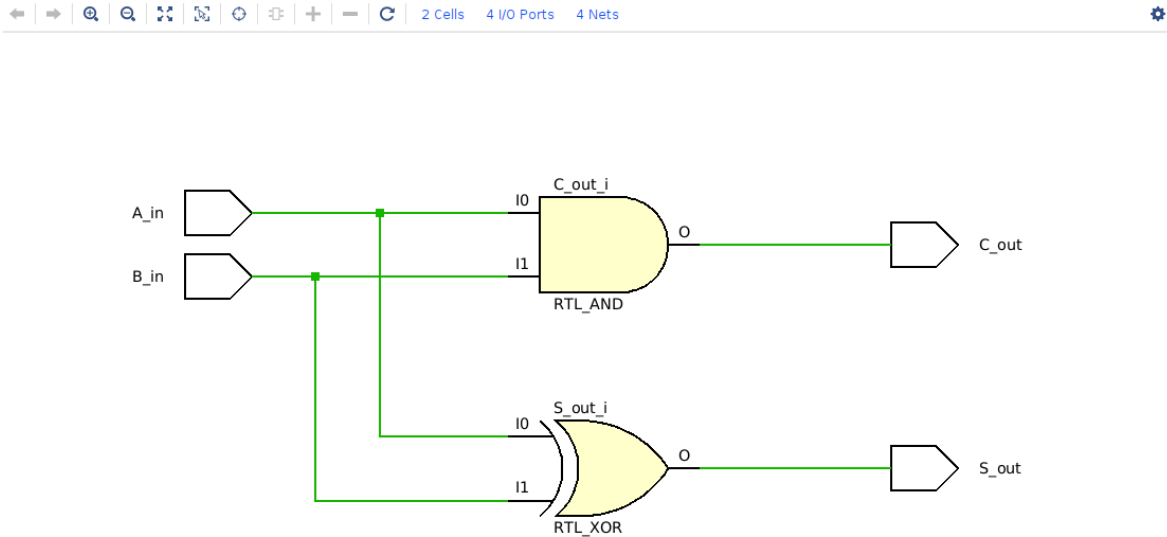 2 Cells 4 I/O Ports 4 Nets
C_out_i
A_in I0
O C_out
B_in I1
RTL_AND
S_out_i
I0
O S_out
I1
RTL_XOR